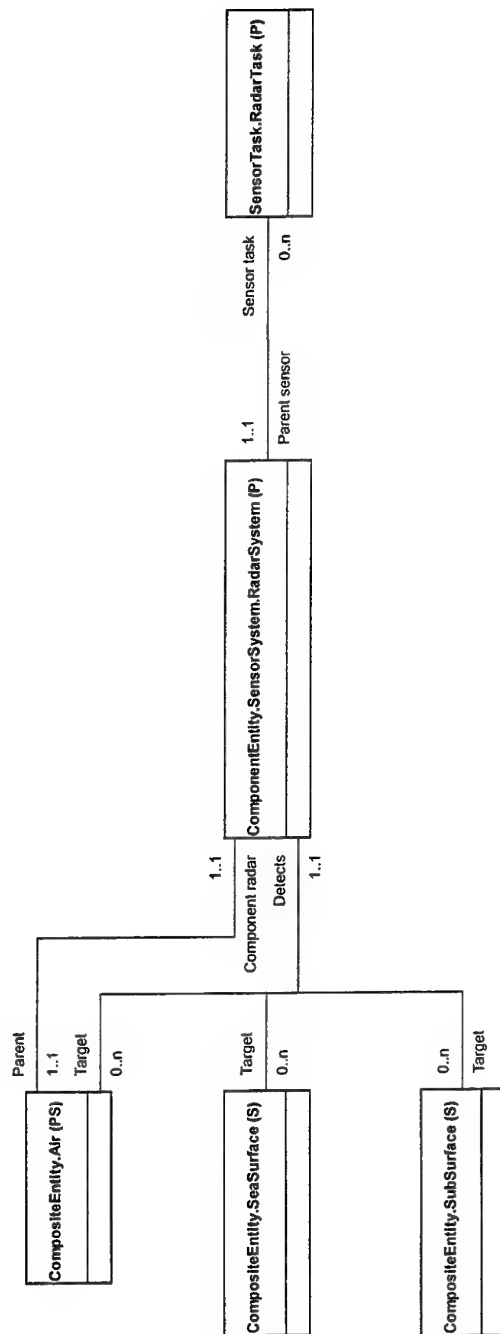 CompositeEntity.Air (PS)
Parent
1..1
Target
0..n
CompositeEntity.SeaSurface (S)
Target
0..n
CompositeEntity.SubSurface (S)
0..n
Target
1..1
Component radar
Detects
1..1
ComponentEntity.SensorSystem.RadarSystem (P)
1..1
Parent sensor
Sensor task
0..n
SensorTask.RadarTask (P)